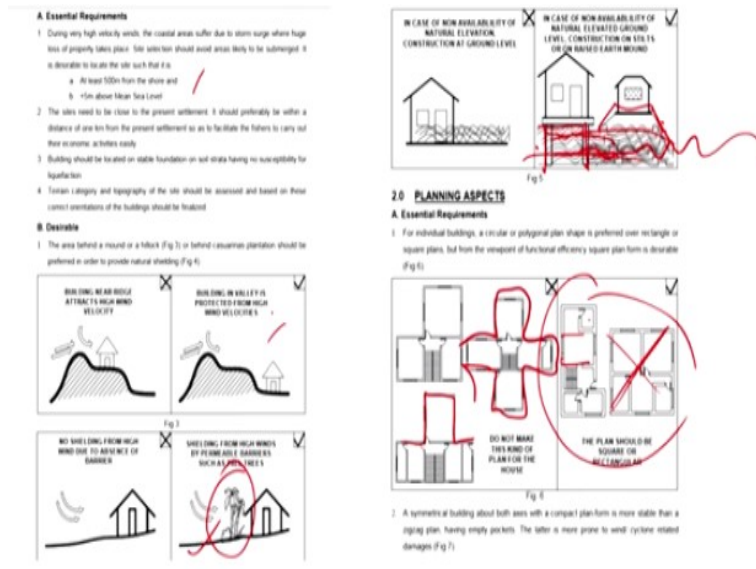 A. Essential Requirements
1 During very high velocity winds, the coastal areas suffer due to storm surge where huge
loss of property takes place. Site selection should avoid areas likely to be submerged. It
is desirable to locate the site such that it is
a At least 500m from the shore and
b +5m above Mean Sea Level
2 The sites need to be close to the present settlement. It should preferably be within a
distance of one km from the present settlement so as to facilitate the fishers to carry out
their economic activities easily
3 Building should be located on stable foundation on soil strata having no susceptibility for
liquefaction
4 Terrain category and topography of the site should be assessed and based on these
correct orientations of the buildings should be finalized
B. Desirable
1 The area behind a mound or a hillock (Fig 3) or behind casuarinas plantation should be
preferred in order to provide natural shielding (Fig 4)
BUILDING NEAR RIDGE
ATTRACTS HIGH WIND
VELOCITY
BUILDING IN VALLEY IS
PROTECTED FROM HIGH
WIND VELOCITIES
Fig 3
NO SHIELDING FROM HIGH
WIND DUE TO ABSENCE OF
BARRIER
SHIELDING FROM HIGH WINDS
BY PERMEABLE BARRIERS
SUCH AS TREES
IN CASE OF NON AVAILABILITY OF
NATURAL ELEVATION,
CONSTRUCTION AT GROUND LEVEL
IN CASE OF NON AVAILABILITY OF
NATURAL ELEVATED GROUND
LEVEL, CONSTRUCTION ON STILTS
OR ON RAISED EARTH MOUND
Fig 5
2.0 PLANNING ASPECTS
A. Essential Requirements
1 For individual buildings, a circular or polygonal plan shape is preferred over rectangle or
square plans, but from the viewpoint of functional efficiency square plan form is desirable
(Fig 6)
DO NOT MAKE
THIS KIND OF
PLAN FOR THE
HOUSE
THE PLAN SHOULD BE
SQUARE OR
RECTANGULAR
Fig. 6
2 A symmetrical building about both axes with a compact plan-form is more stable than a
zigzag plan, having empty pockets. The latter is more prone to wind/ cyclone related
damages (Fig 7)